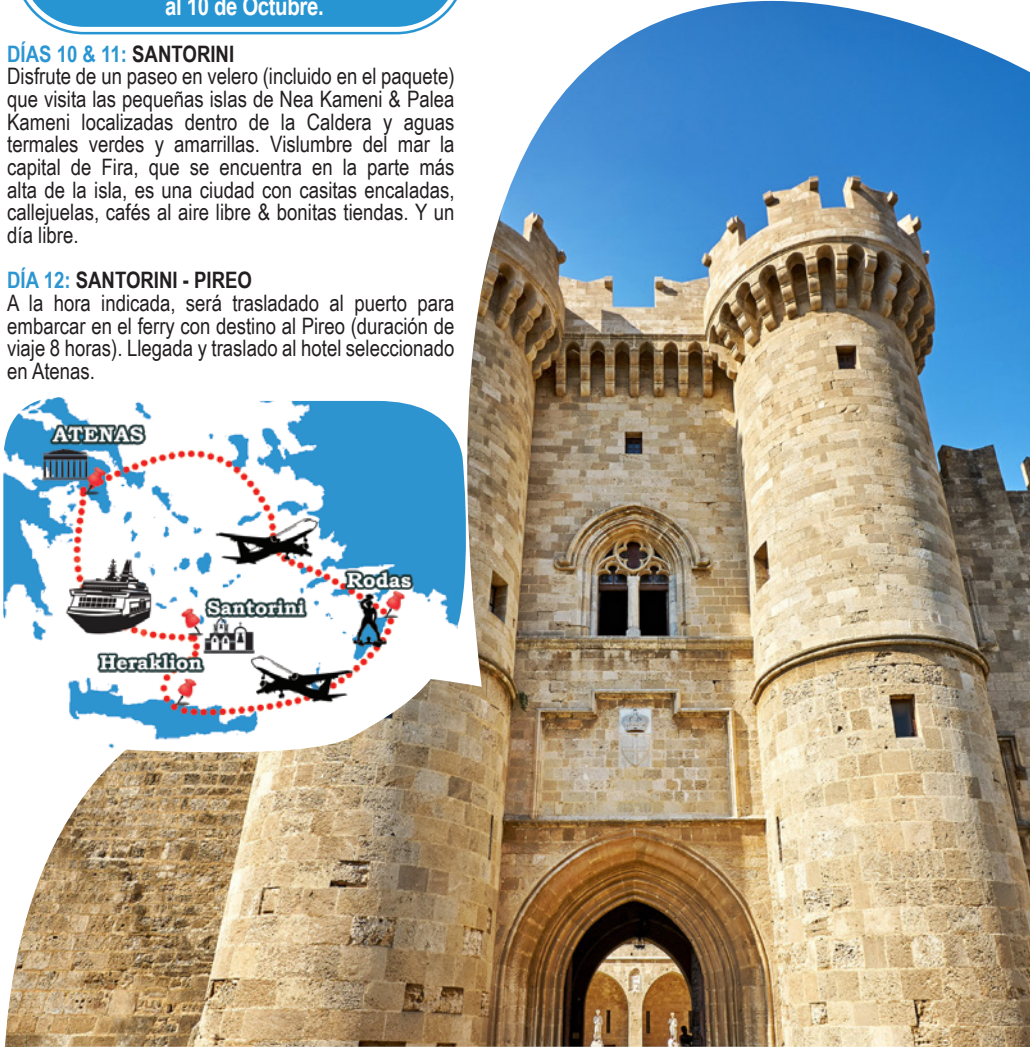 al 10 de Octubre.
DÍAS 10 & 11: SANTORINI
Disfrute de un paseo en velero (incluido en el paquete)
que visita las pequeñas islas de Nea Kameni & Palea
Kameni localizadas dentro de la Caldera y aguas
termales verdes y amarrillas. Vislumbre del mar la
capital de Fira, que se encuentra en la parte más
alta de la isla, es una ciudad con casitas encaladas,
callejuelas, cafés al aire libre & bonitas tiendas. Y un
día libre.
DÍA 12: SANTORINI - PIREO
A la hora indicada, será trasladado al puerto para
embarcar en el ferry con destino al Pireo (duración de
viaje 8 horas). Llegada y traslado al hotel seleccionado
en Atenas.
ATENAS
Rodas
Santorini
Heraklion